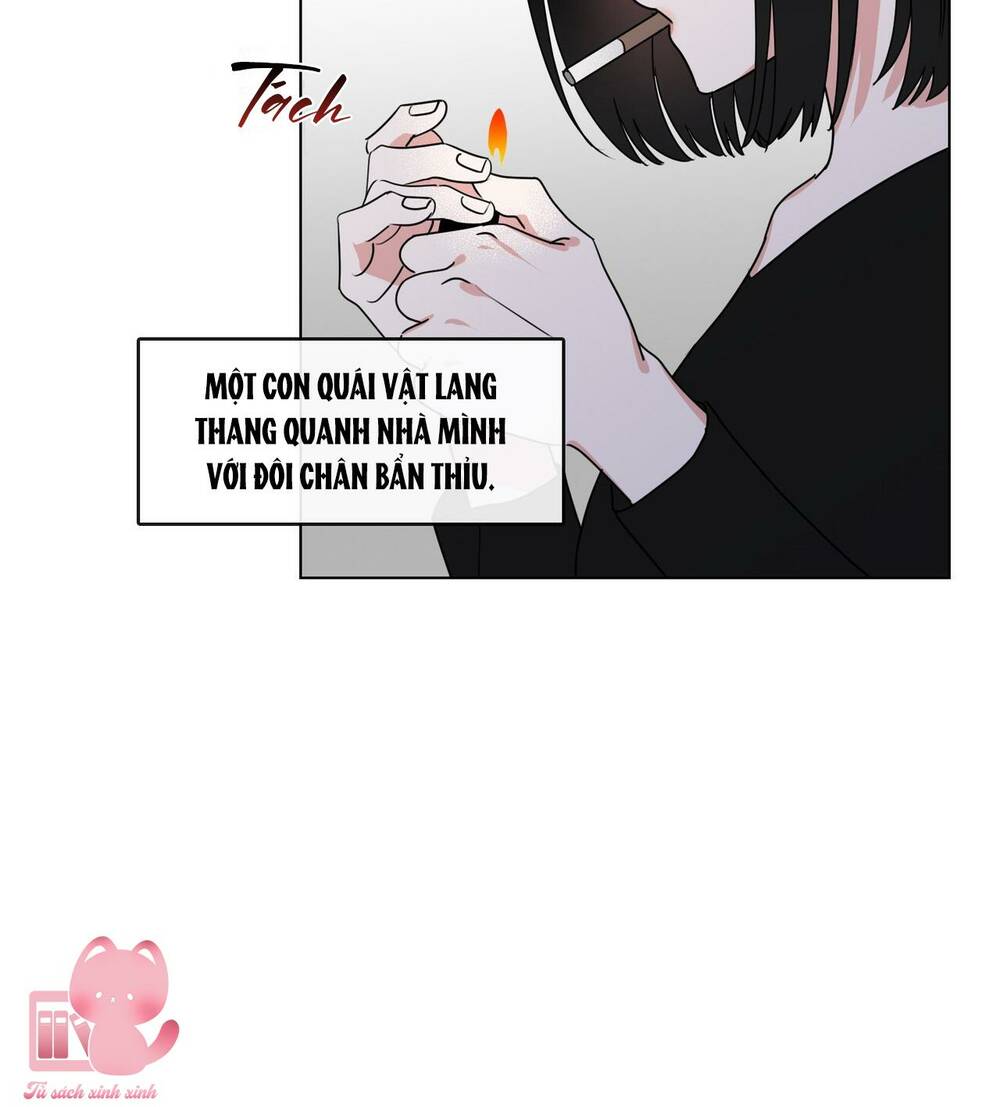 Tách
MỘT CON QUÁI VẬT LANG
THANG QUANH NHÀ MÌNH
VỚI ĐÔI CHÂN BẨN THỈU.
Tủ sách xinh xinh